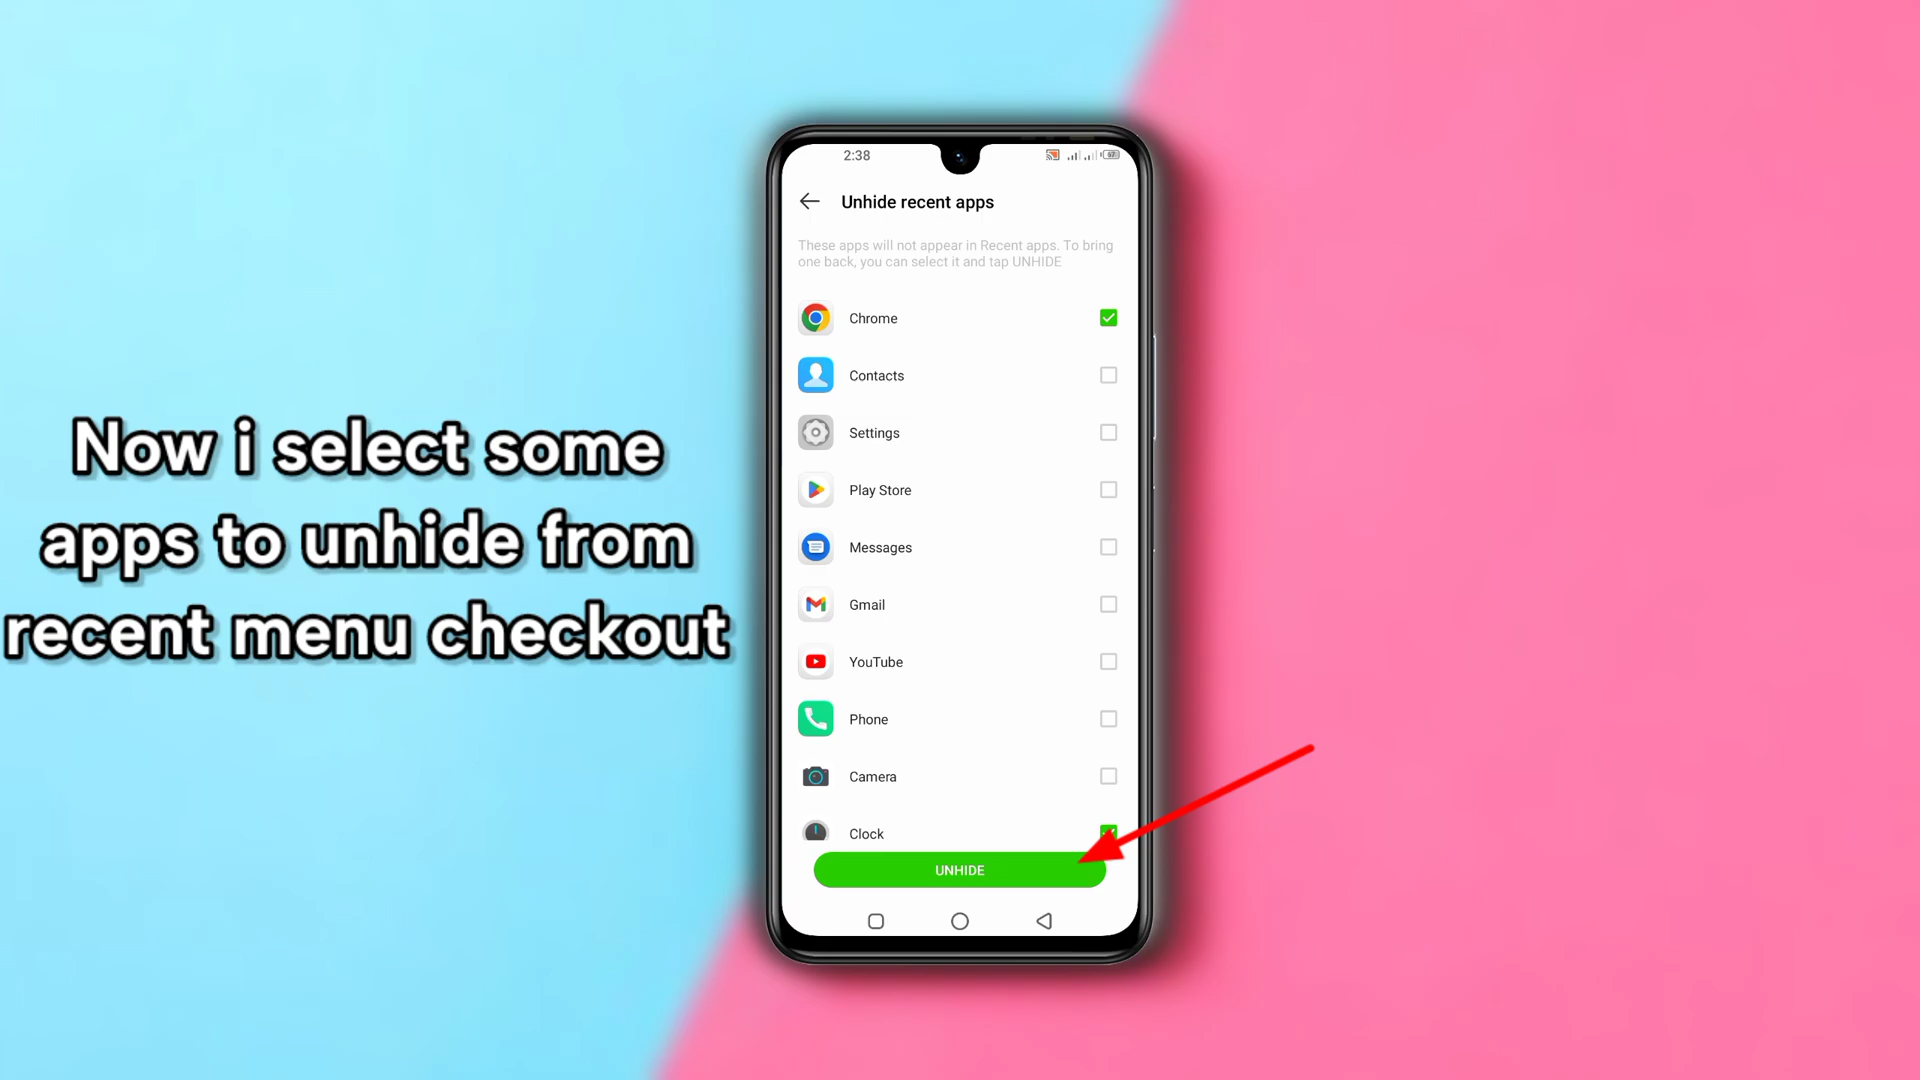 2:38
Unhide recent apps
These apps will not appear in Recent apps. To bring
one back, you can select it and tap UNHIDE
Chrome
Contacts
Settings
Play Store
Messages
Gmail
YouTube
Phone
Camera
Clock
UNHIDE
Now i select some
apps to unhide from
recent menu checkout